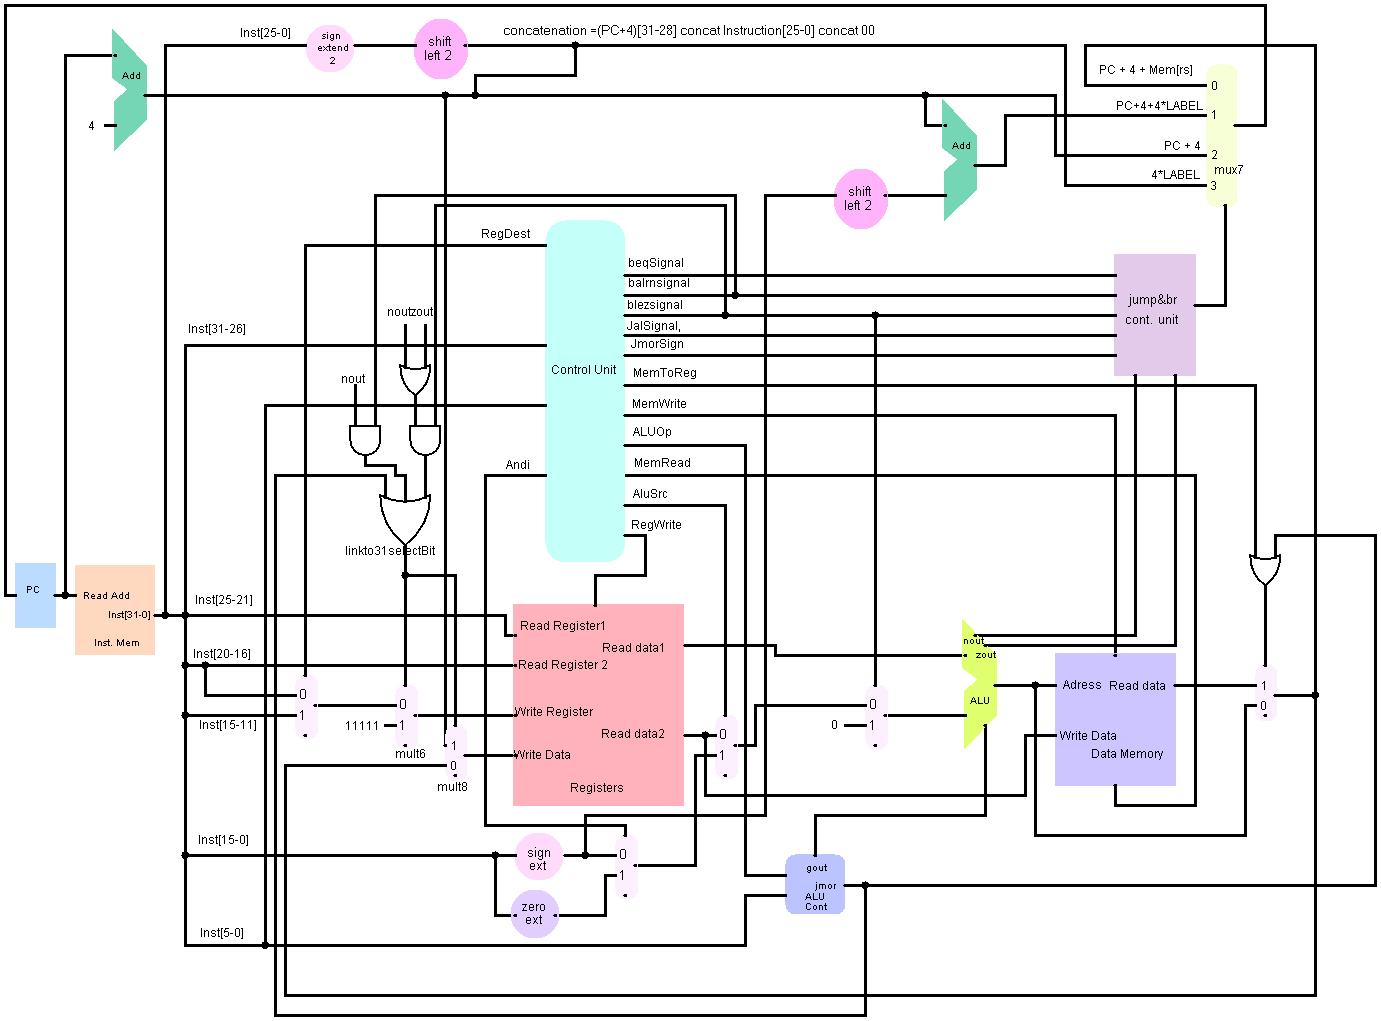 Inst[25-0]
sign
extend
2
shift
left 2
concatenation =(PC+4)[31-28] concat Instruction[25-0] concat 00
Add
4
PC + 4 + Mem[rs]
0
PC+4+4*LABEL
1
Add
PC + 4
2
mux7
4*LABEL
3
shift
left 2
RegDest
beqSignal
balrnsignal
blezsignal
JalSignal,
JmorSign
jump&br
cont. unit
noutzout
Inst[31-26]
Control Unit
MemToReg
nout
MemWrite
ALUOp
Andi
MemRead
AluSrc
RegWrite
linkto31selectBit
PC
Read Add
Inst[31-0]
Inst. Mem
Inst[25-21]
Read Register1
Read data1
nout
zout
Inst[20-16]
Read Register 2
0
1
Inst[15-11]
0
11111
1
mult6
Write Register
Read data2
0
1
0
0
1
ALU
Adress
Read data
Write Data
Data Memory
1
0
1
0
mult8
Write Data
Registers
Inst[15-0]
sign
ext
0
1
zero
ext
gout
jmor
ALU
Cont
Inst[5-0]